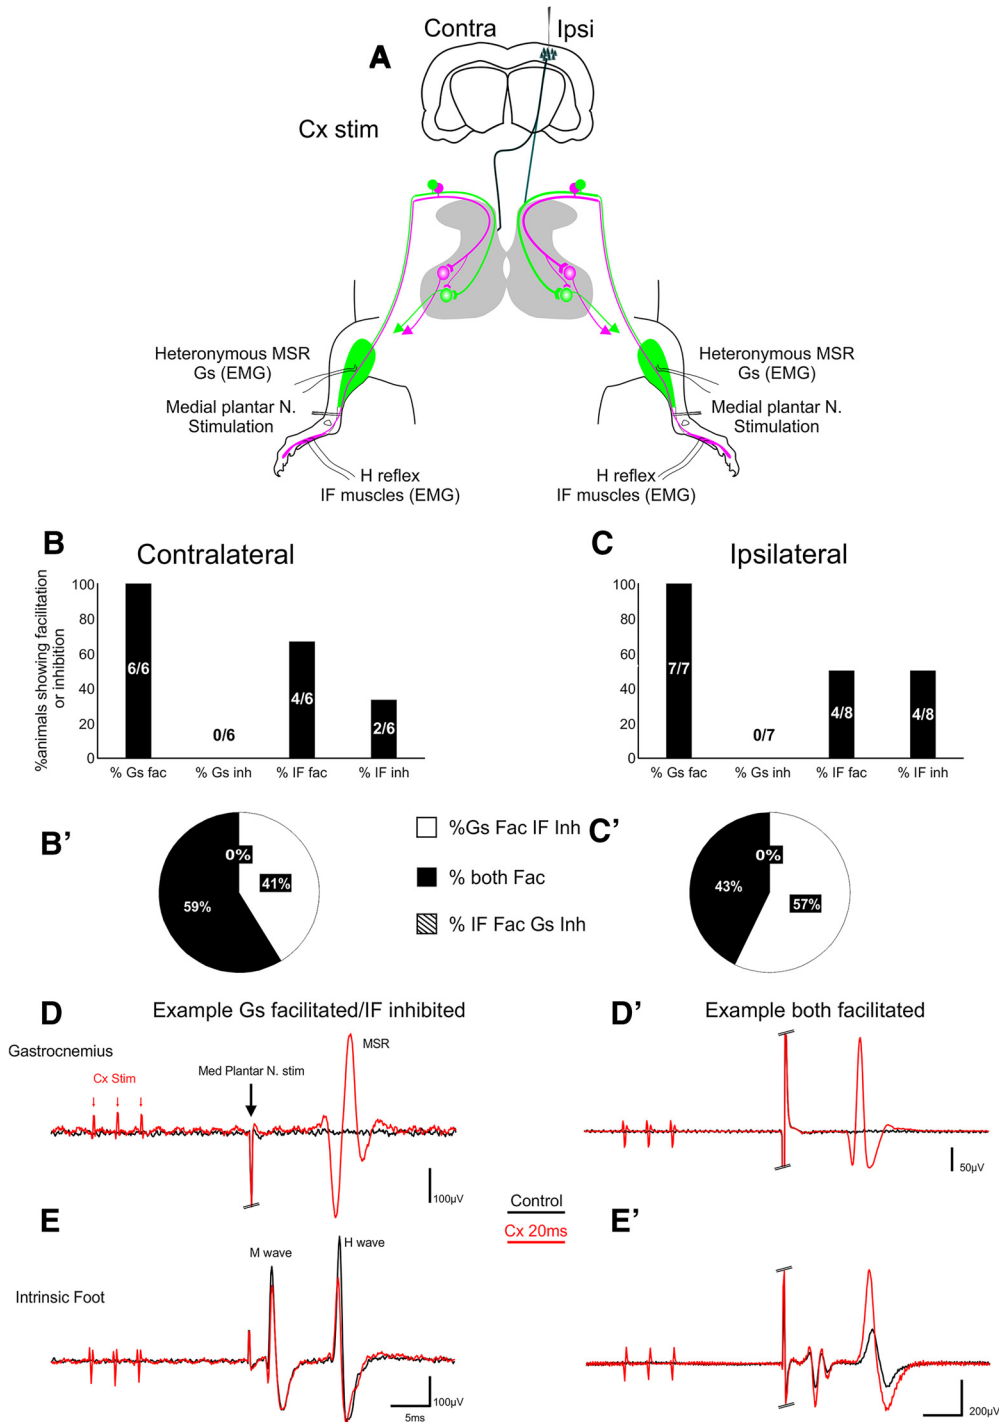 A
Contra
Ipsi
Cx stim
Heteronymous MSR
Gs (EMG)
Medial plantar N.
Stimulation
H reflex
IF muscles (EMG)
Heteronymous MSR
Gs (EMG)
Medial plantar N.
Stimulation
H reflex
IF muscles (EMG)
B
Contralateral
%animals showing facilitation
or inhibition
100
80
60
40
20
0
6/6
0/6
4/6
2/6
% Gs fac
% Gs inh
% IF fac
% IF inh
C
Ipsilateral
100
80
60
40
20
0
7/7
0/7
4/8
4/8
% Gs fac
% Gs inh
% IF fac
% IF inh
B’
0%
41%
59%
%Gs Fac IF Inh
% both Fac
% IF Fac Gs Inh
C’
0%
43%
57%
D
Example Gs facilitated/IF inhibited
Gastrocnemius
Cx Stim
Med Plantar N. stim
MSR
100µV
D’
Example both facilitated
50µV
E
Control
Cx 20ms
Intrinsic Foot
M wave
H wave
100µV
5ms
E’
200µV